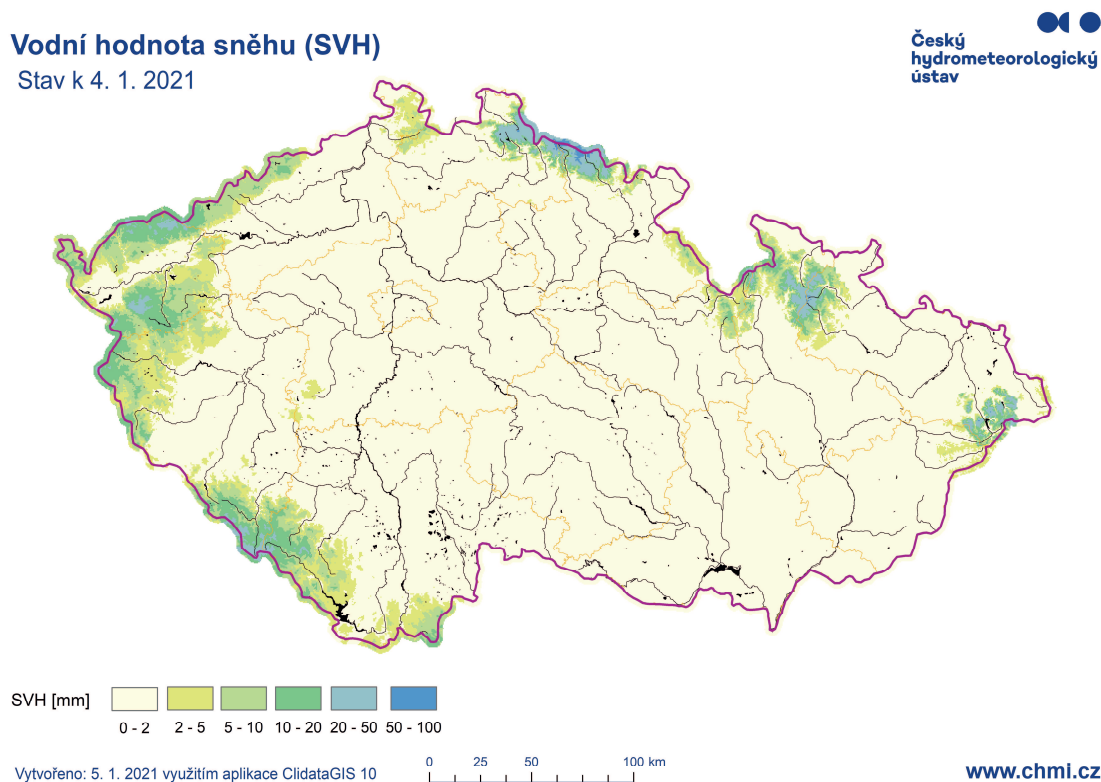 Vodní hodnota sněhu (SVH)
Stav k 4. 1. 2021
Český
hydrometeorologický
ústav
SVH [mm]
0 - 2
2 - 5
5 - 10
10 - 20
20 - 50
50 - 100
0 25 50 100 km
Vytvořeno: 5. 1. 2021 využitím aplikace ClidataGIS 10
www.chmi.cz